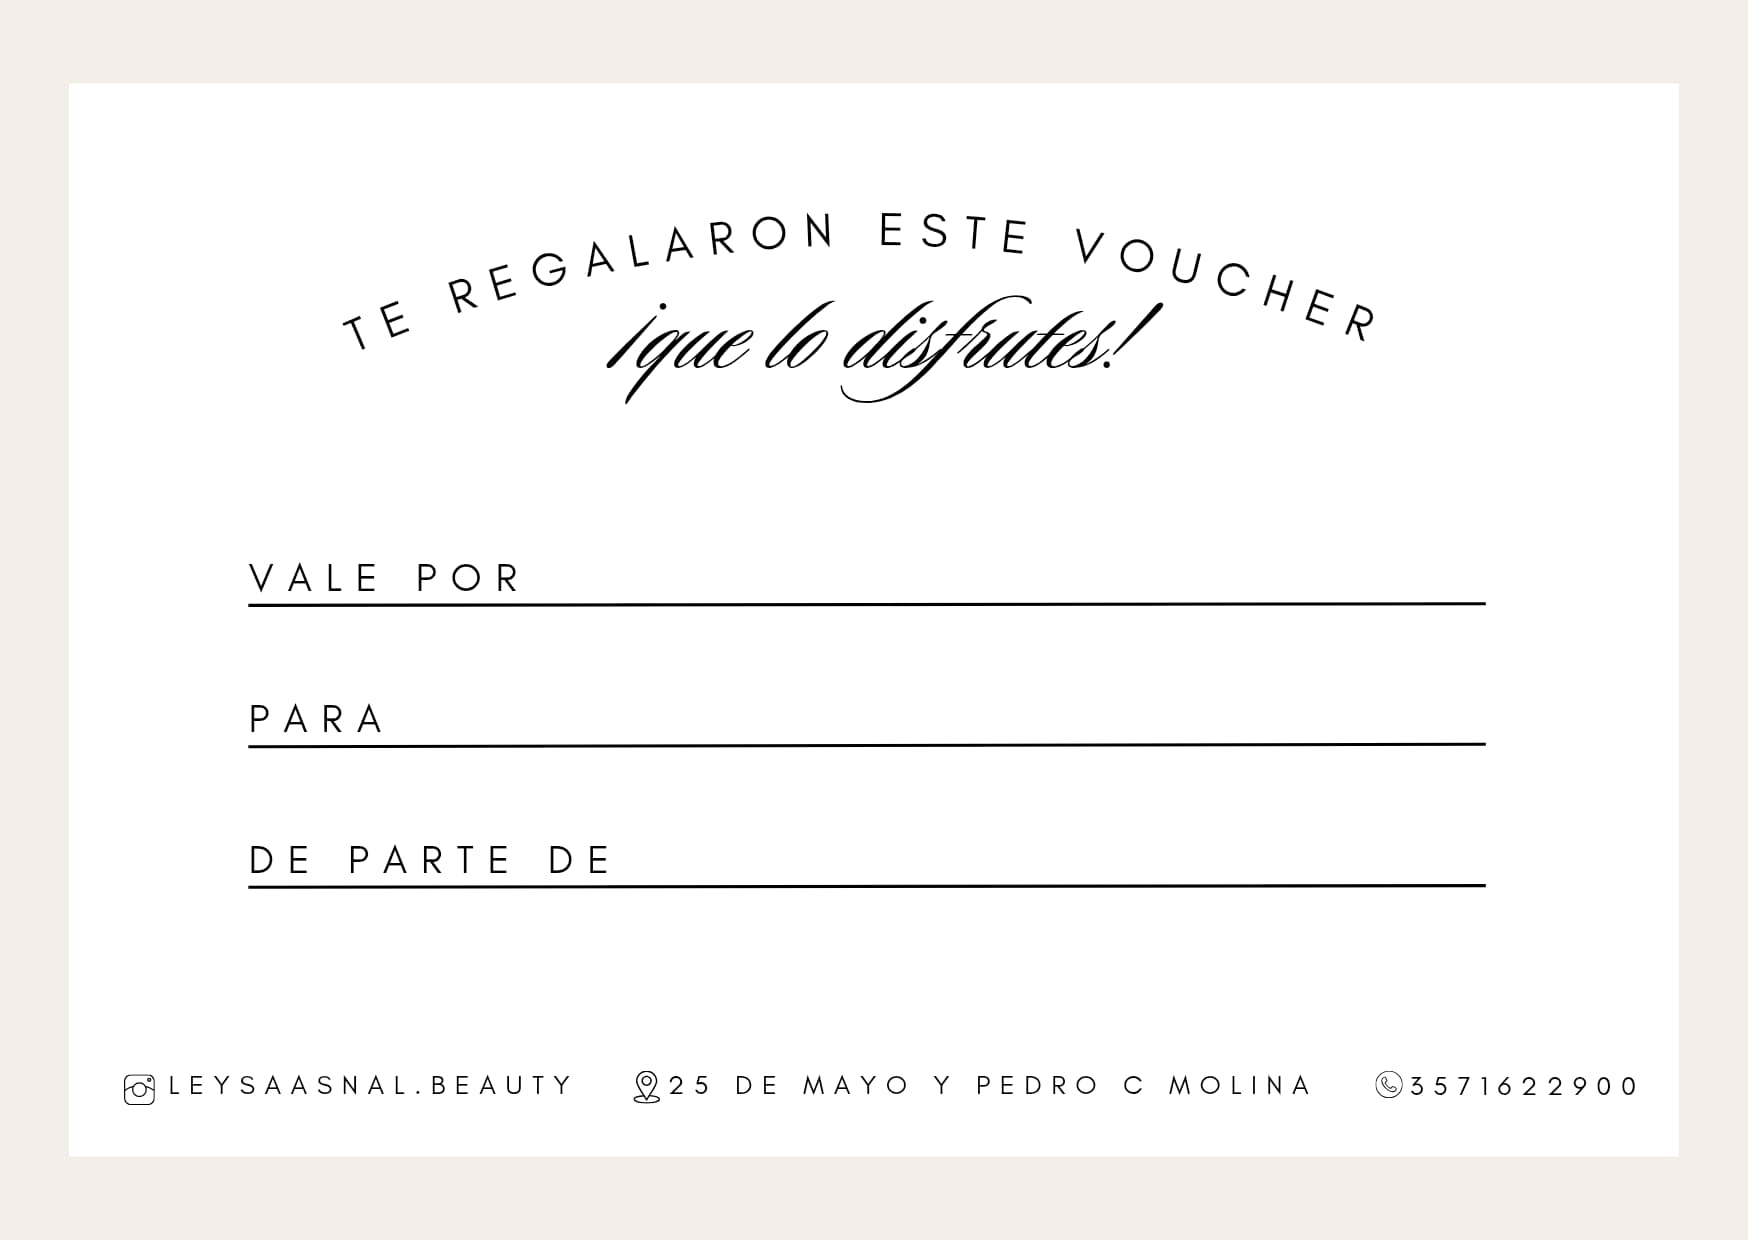 TE REGALARON ESTE VOUCHER
¡que lo disfrutes!
VALE POR
PARA
DE PARTE DE
LEYSAASNAL.BEAUTY 25 DE MAYO Y PEDRO C MOLINA 3571622900